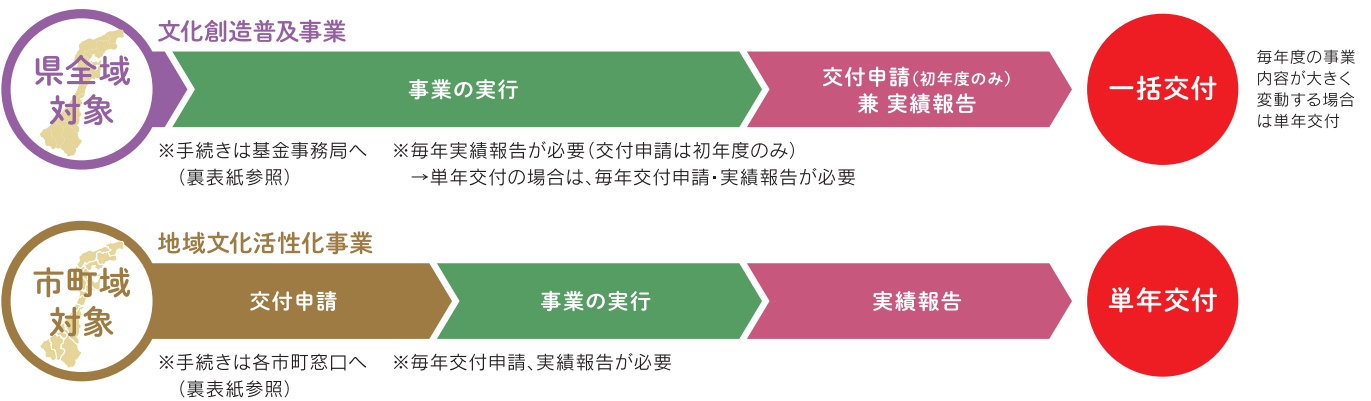 県全域
対象
文化創造普及事業
事業の実行
交付申請（初年度のみ）
兼 実績報告
一括交付
毎年度の事業
内容が大きく
変動する場合
は単年交付
※手続きは基金事務局へ
（裏表紙参照）
※毎年実績報告が必要（交付申請は初年度のみ）
→単年交付の場合は、毎年交付申請・実績報告が必要
市町域
対象
地域文化活性化事業
交付申請
事業の実行
実績報告
単年交付
※手続きは各市町窓口へ
（裏表紙参照）
※毎年交付申請、実績報告が必要